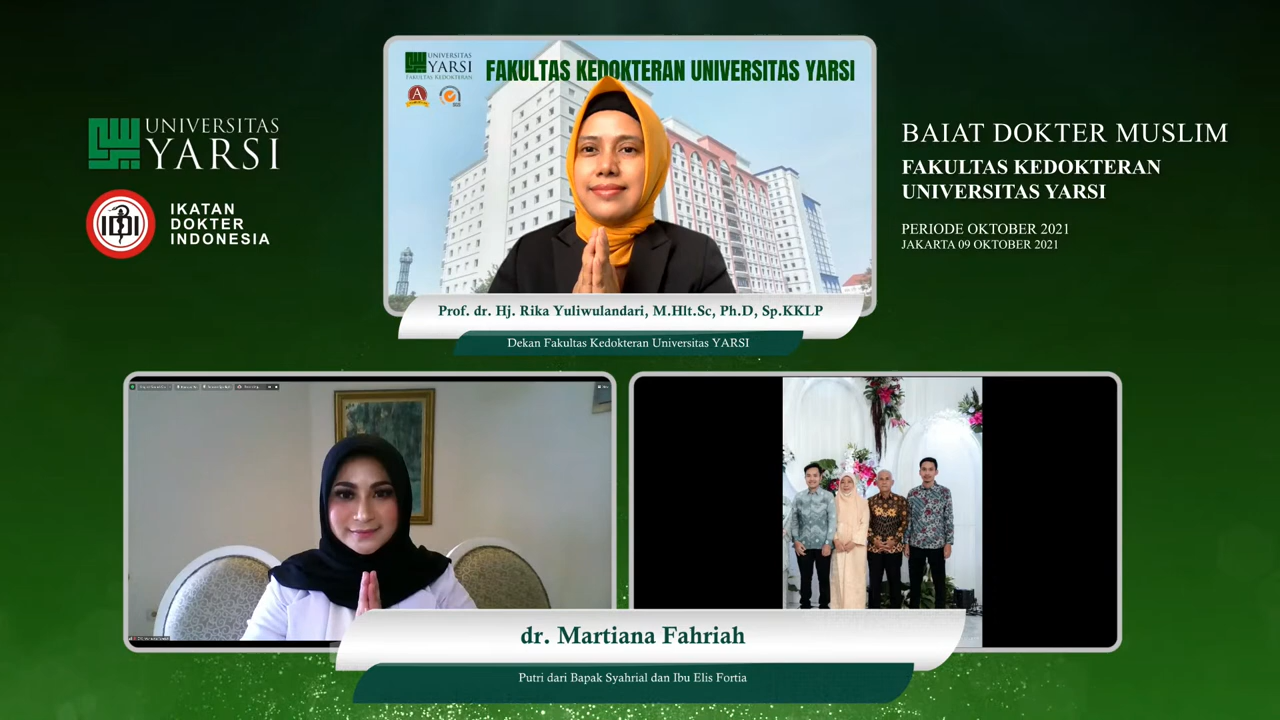 UNIVERSITAS
YARSI
IKATAN
DOKTER
INDONESIA
UNIVERSITAS
YARSI
FAKULTAS KEDOKTERAN
FAKULTAS KEDOKTERAN UNIVERSITAS YARSI
BAIAT DOKTER MUSLIM
FAKULTAS KEDOKTERAN
UNIVERSITAS YARSI
PERIODE OKTOBER 2021
JAKARTA 09 OKTOBER 2021
Prof. dr. Hj. Rika Yuliwulandari, M.Hlt.Sc, Ph.D, Sp.KKLP
Dekan Fakultas Kedokteran Universitas YARSI
dr. Martiana Fahriah
Putri dari Bapak Syahrial dan Ibu Elis Fortia